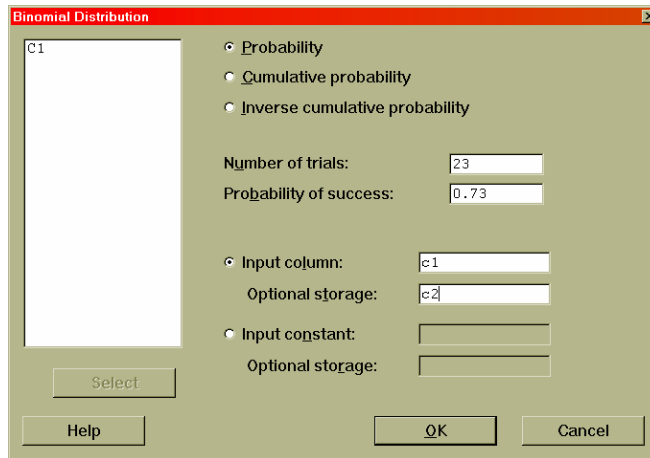 Binomial Distribution
C1
Probability
Cumulative probability
Inverse cumulative probability
Number of trials: 23
Probability of success: 0.73
Input column: c1
Optional storage: c2
Input constant:
Optional storage:
Select
Help
OK
Cancel